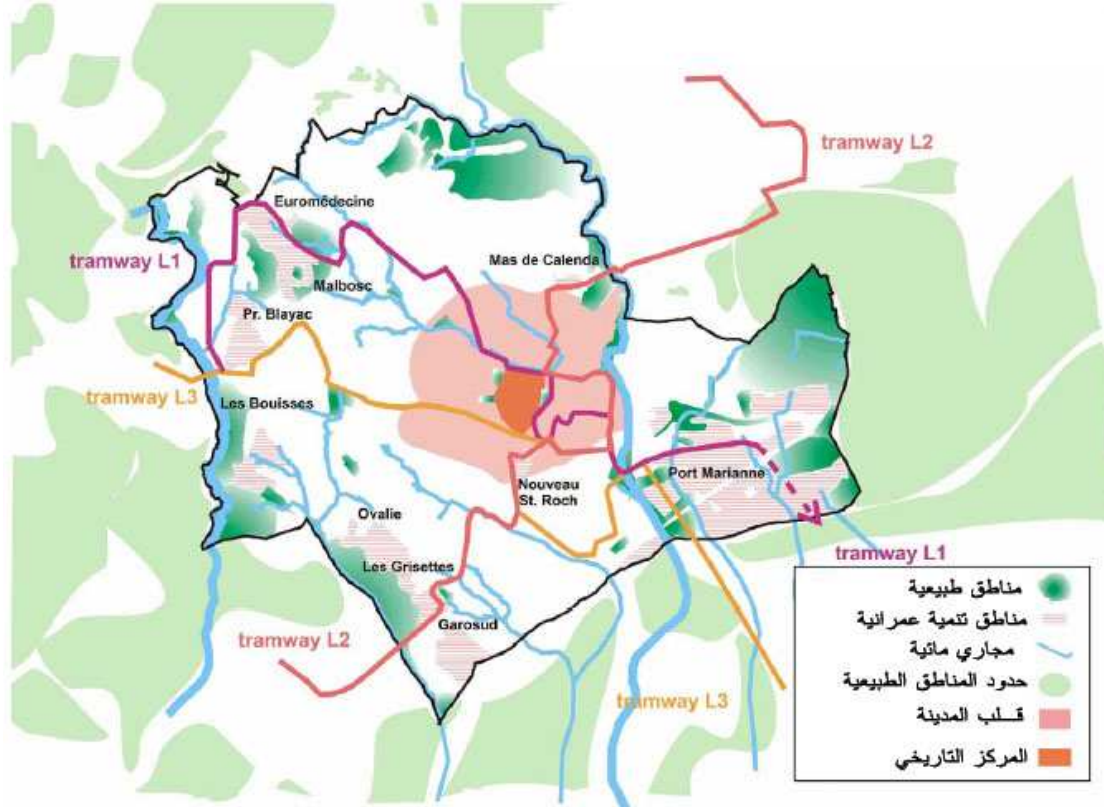 tramway L2
Euromédecine
tramway L1
Mas de Calenda
Malbosc
Pr. Blayac
tramway L3
Les Bouisses
Port Marianne
Nouveau
St. Roch
Ovalie
tramway L1
Les Grisettes
Garosud
tramway L2
tramway L3
مناطق طبيعية
مناطق تنمية عمرانية
مجاري مائية
حدود المناطق الطبيعية
قــلب المدينة
المركز التاريخي